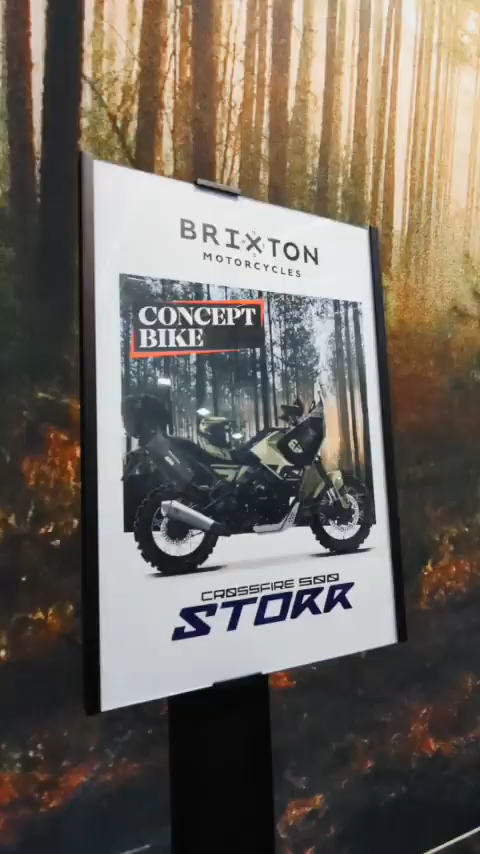 BRIXTON
MOTORCYCLES
CONCEPT
BIKE
CROSSFIRE 500
STORR